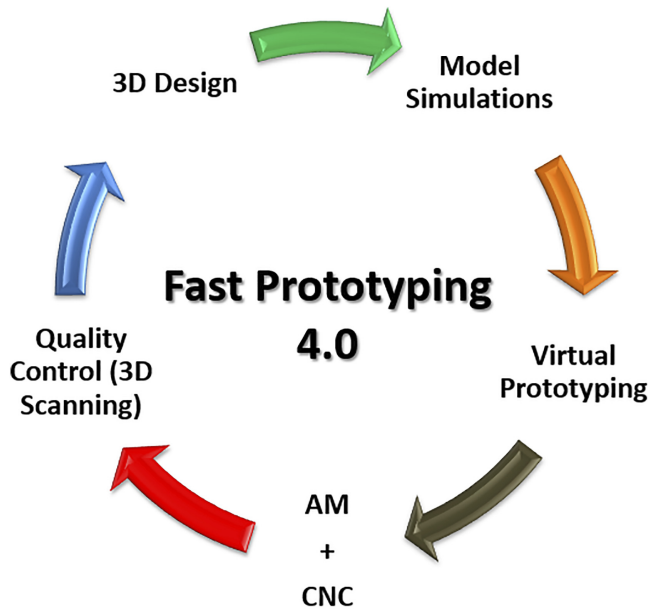 3D Design
Model
Simulations
Fast Prototyping
4.0
Virtual
Prototyping
AM
+
CNC
Quality
Control (3D
Scanning)